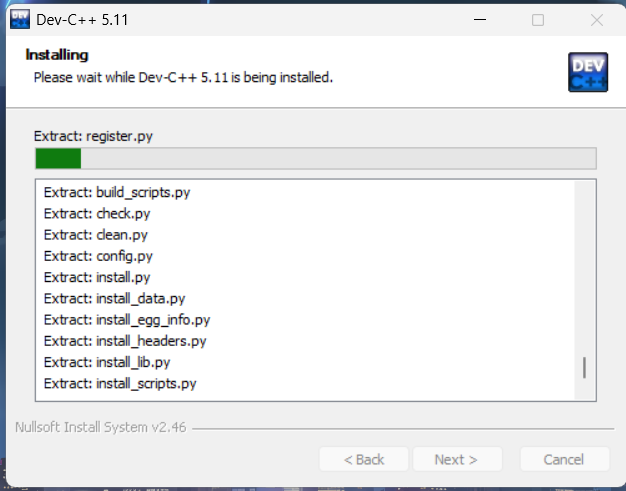 Dev-C++ 5.11
Installing
Please wait while Dev-C++ 5.11 is being installed.
DEV
C++
Extract: register.py
Extract: build_scripts.py
Extract: check.py
Extract: clean.py
Extract: config.py
Extract: install.py
Extract: install_data.py
Extract: install_egg_info.py
Extract: install_headers.py
Extract: install_lib.py
Extract: install_scripts.py
Nullsoft Install System v2.46
< Back
Next >
Cancel